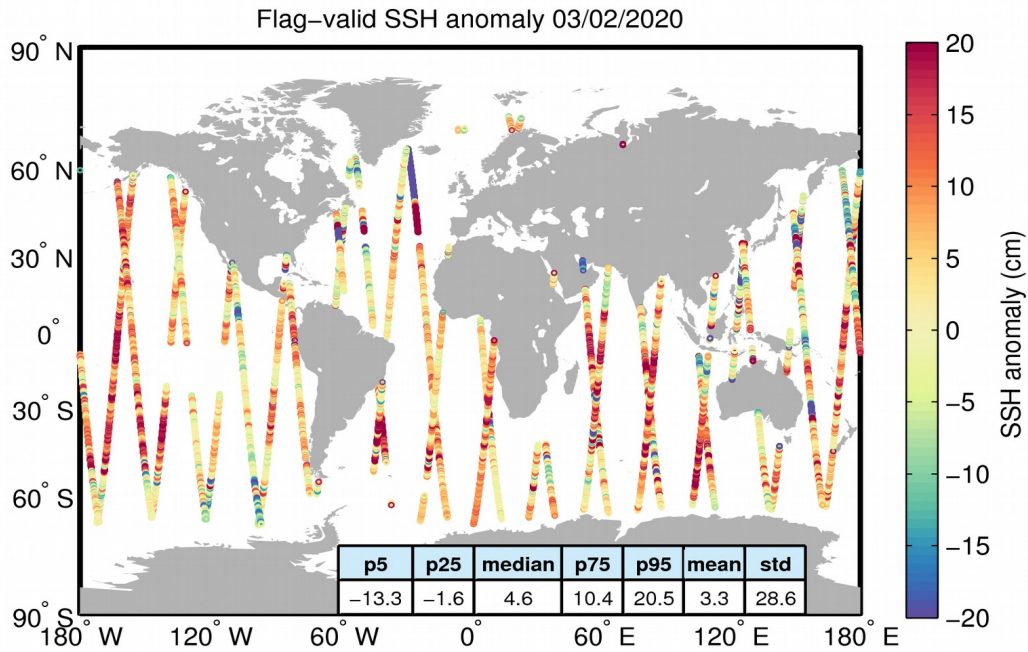 Flag−valid SSH anomaly 03/02/2020
90° N
60° N
30° N
0°
30° S
60° S
90° S
180° W
120° W
60° W
0°
60° E
120° E
180° E
p5 p25 median p75 p95 mean std
−13.3 −1.6 4.6 10.4 20.5 3.3 28.6
20
15
10
5
0
−5
−10
−15
−20
SSH anomaly (cm)